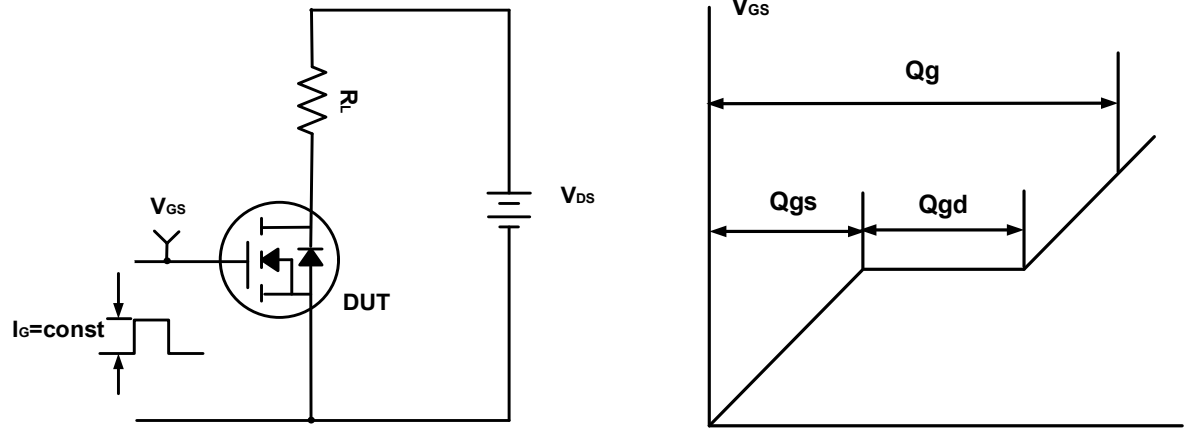 RL
VGS
VDS
DUT
IG=const
VGS
Qg
Qgs
Qgd